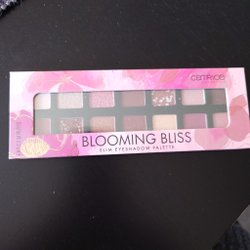 CATRICE
BLOOMING BLISS
SLIM EYESHADOW PALETTE